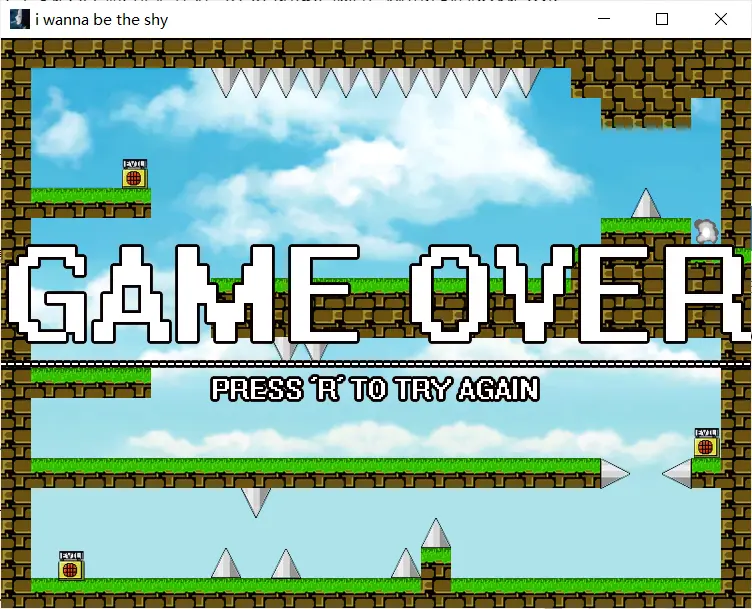 i wanna be the shy
EVIL
GAME OVER
PRESS 'R' TO TRY AGAIN
EVIL
EVIL